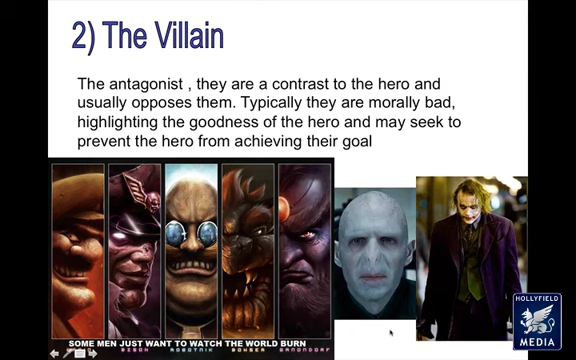 2) The Villain
The antagonist , they are a contrast to the hero and
usually opposes them. Typically they are morally bad,
highlighting the goodness of the hero and may seek to
prevent the hero from achieving their goal
SOME MEN JUST WANT TO WATCH THE WORLD BURN
BISON ROBOTNIK BOWSER GANONDORF
HOLLYFIELD
MEDIA